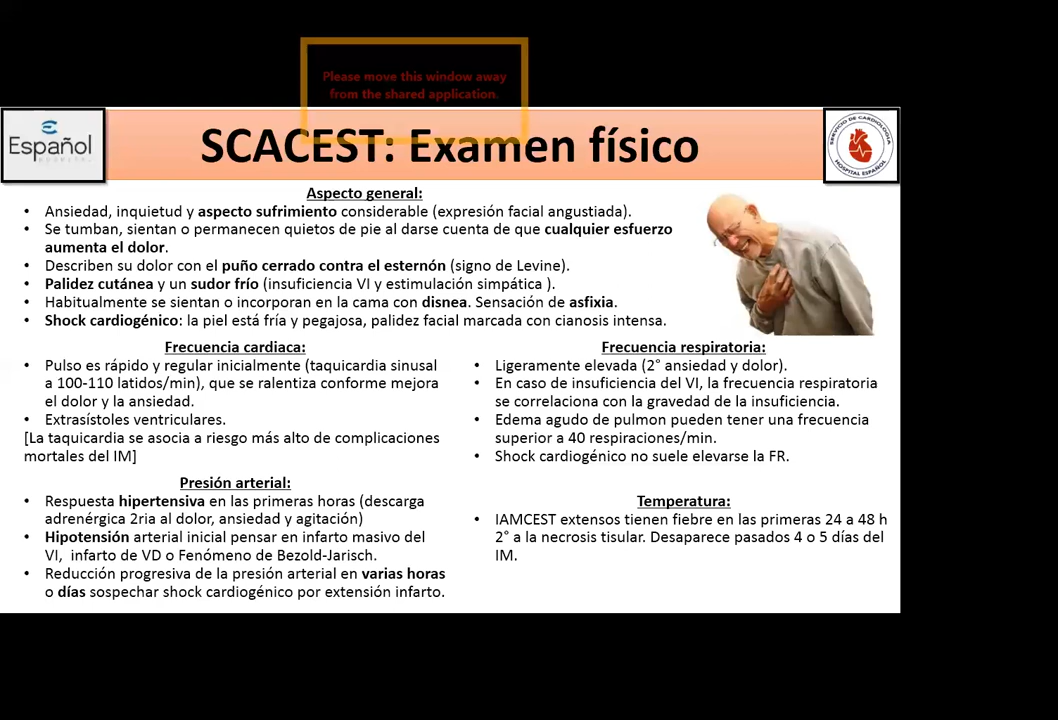 Please move this window away
from the shared application.
Español
SCACEST: Examen físico
SERVICIO DE CARDIOLOGIA
HOSPITAL ESPAÑOL
Aspecto general:
• Ansiedad, inquietud y aspecto sufrimiento considerable (expresión facial angustiada).
• Se tumban, sientan o permanecen quietos de pie al darse cuenta de que cualquier esfuerzo
aumenta el dolor.
• Describen su dolor con el puño cerrado contra el esternón (signo de Levine).
• Palidez cutánea y un sudor frío (insuficiencia VI y estimulación simpática ).
• Habitualmente se sientan o incorporan en la cama con disnea. Sensación de asfixia.
• Shock cardiogénico: la piel está fría y pegajosa, palidez facial marcada con cianosis intensa.
Frecuencia cardiaca:
• Pulso es rápido y regular inicialmente (taquicardia sinusal
a 100-110 latidos/min), que se ralentiza conforme mejora
el dolor y la ansiedad.
• Extrasístoles ventriculares.
[La taquicardia se asocia a riesgo más alto de complicaciones
mortales del IM]
Presión arterial:
• Respuesta hipertensiva en las primeras horas (descarga
adrenérgica 2ria al dolor, ansiedad y agitación)
• Hipotensión arterial inicial pensar en infarto masivo del
VI, infarto de VD o Fenómeno de Bezold-Jarisch.
• Reducción progresiva de la presión arterial en varias horas
o días sospechar shock cardiogénico por extensión infarto.
Frecuencia respiratoria:
• Ligeramente elevada (2° ansiedad y dolor).
• En caso de insuficiencia del VI, la frecuencia respiratoria
se correlaciona con la gravedad de la insuficiencia.
• Edema agudo de pulmon pueden tener una frecuencia
superior a 40 respiraciones/min.
• Shock cardiogénico no suele elevarse la FR.
Temperatura:
• IAMCEST extensos tienen fiebre en las primeras 24 a 48 h
2° a la necrosis tisular. Desaparece pasados 4 o 5 días del
IM.